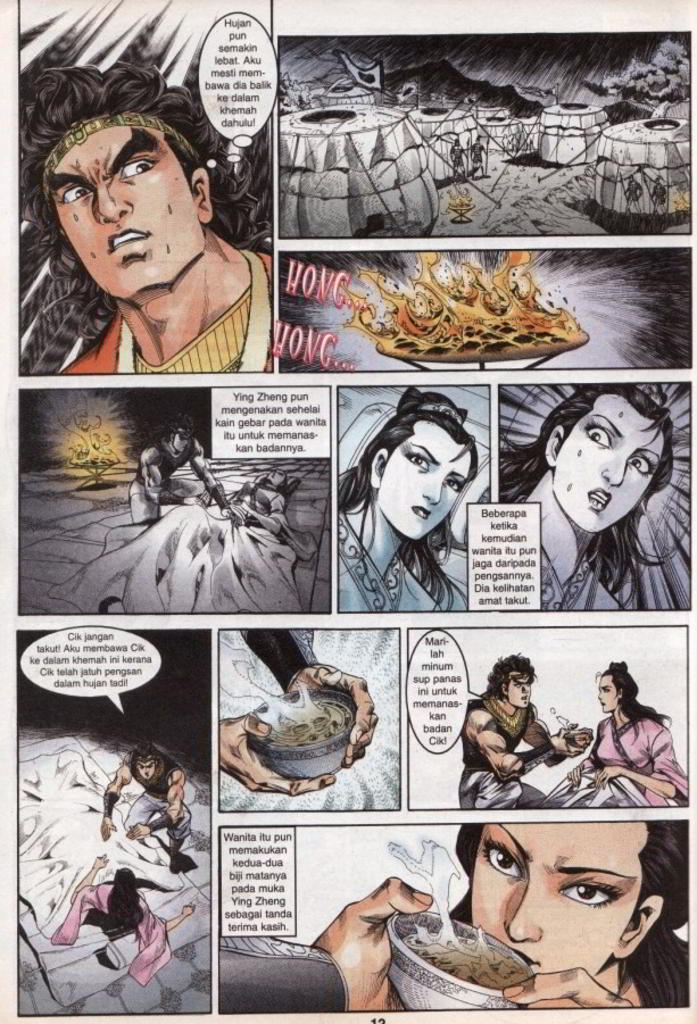 Hujan
pun
semakin
lebat. Aku
mesti mem-
bawa dia balik
ke dalam
khemah
dahulu!
HONG...
HONG...
Ying Zheng pun
mengenakan sehelai
kain gebar pada wanita
itu untuk memanas-
kan badannya.
Beberapa
ketika
kemudian
wanita itu pun
jaga daripada
pengsannya.
Dia kelihatan
amat takut.
Cik jangan
takut! Aku membawa Cik
ke dalam khemah ini kerana
Cik telah jatuh pengsan
dalam hujan tadi!
Mari-
lah
minum
sup panas
ini untuk
memanas-
kan
badan
Cik!
Wanita itu pun
memakukan
kedua-dua
biji matanya
pada muka
Ying Zheng
sebagai tanda
terima kasih.
12